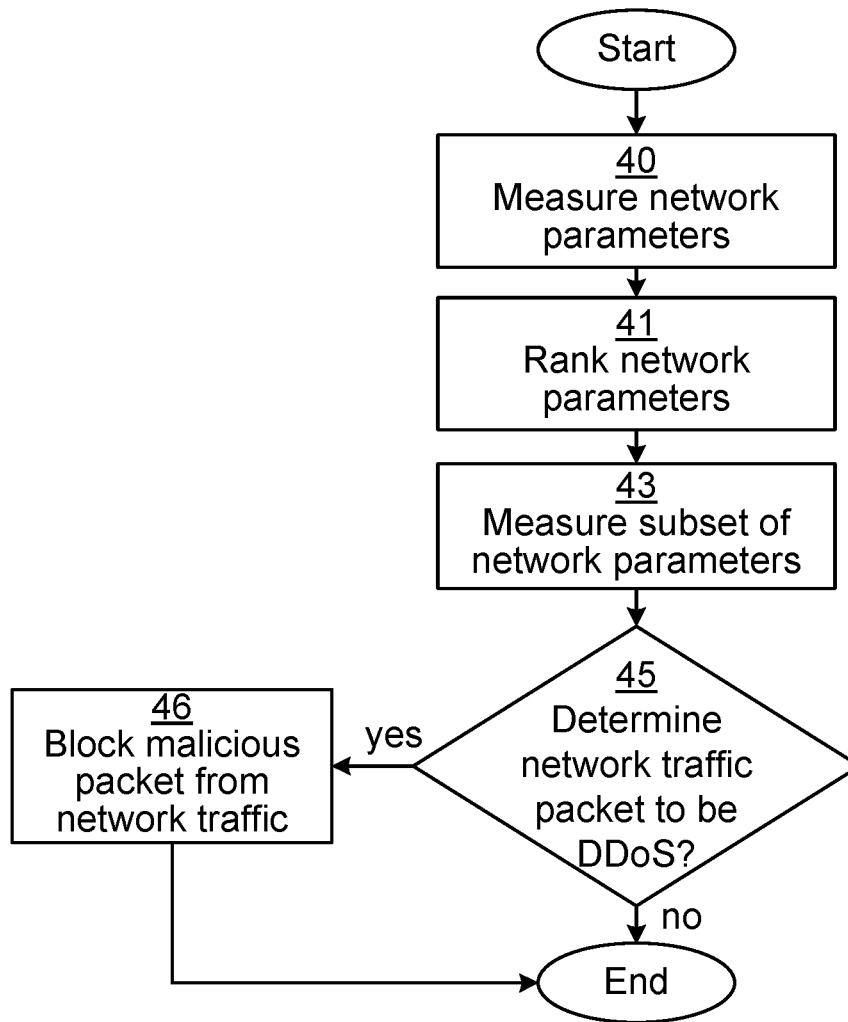 Start
40
Measure network
parameters
41
Rank network
parameters
43
Measure subset of
network parameters
45
Determine
network traffic
packet to be
DDoS?
yes
46
Block malicious
packet from
network traffic
no
End